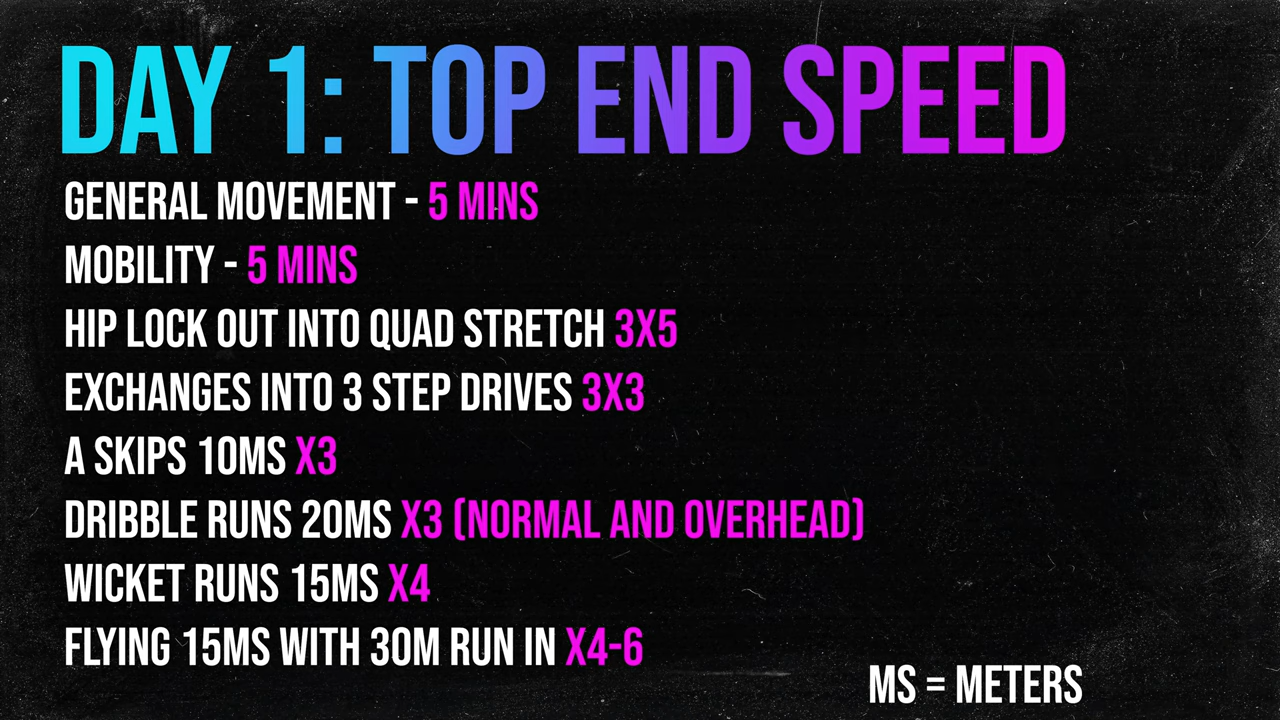 DAY 1: TOP END SPEED
GENERAL MOVEMENT - 5 MINS
MOBILITY - 5 MINS
HIP LOCK OUT INTO QUAD STRETCH 3X5
EXCHANGES INTO 3 STEP DRIVES 3X3
A SKIPS 10MS X3
DRIBBLE RUNS 20MS X3 (NORMAL AND OVERHEAD)
WICKET RUNS 15MS X4
FLYING 15MS WITH 30M RUN IN X4-6
MS = METERS